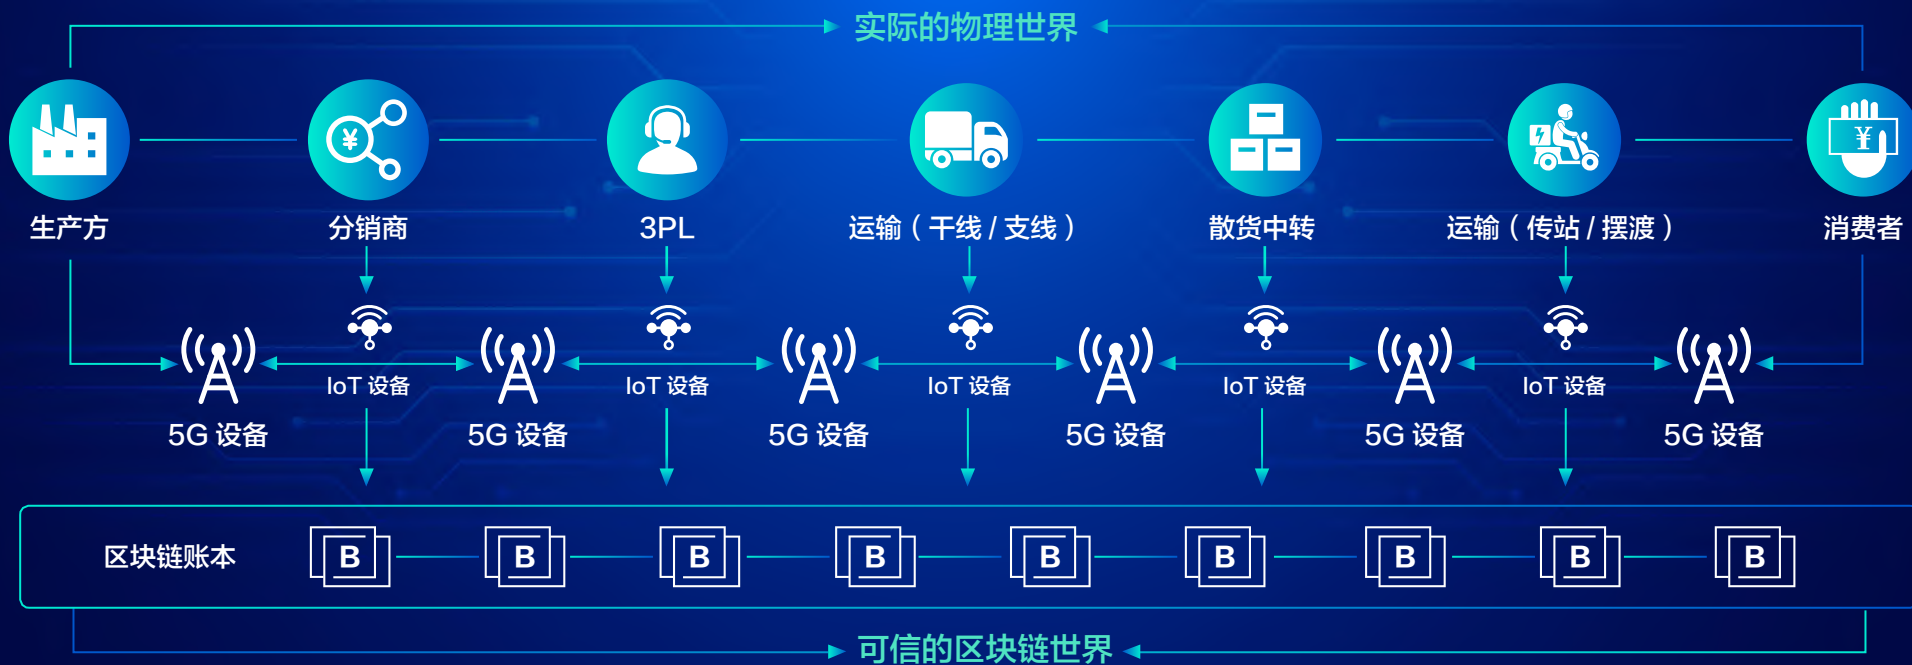 实际的物理世界
¥
¥
生产方
分销商
3PL
运输（干线 / 支线）
散货中转
运输（传站 / 摆渡）
消费者
IoT 设备
IoT 设备
IoT 设备
IoT 设备
IoT 设备
5G 设备
5G 设备
5G 设备
5G 设备
5G 设备
5G 设备
区块链账本
B
B
B
B
B
B
B
B
B
可信的区块链世界